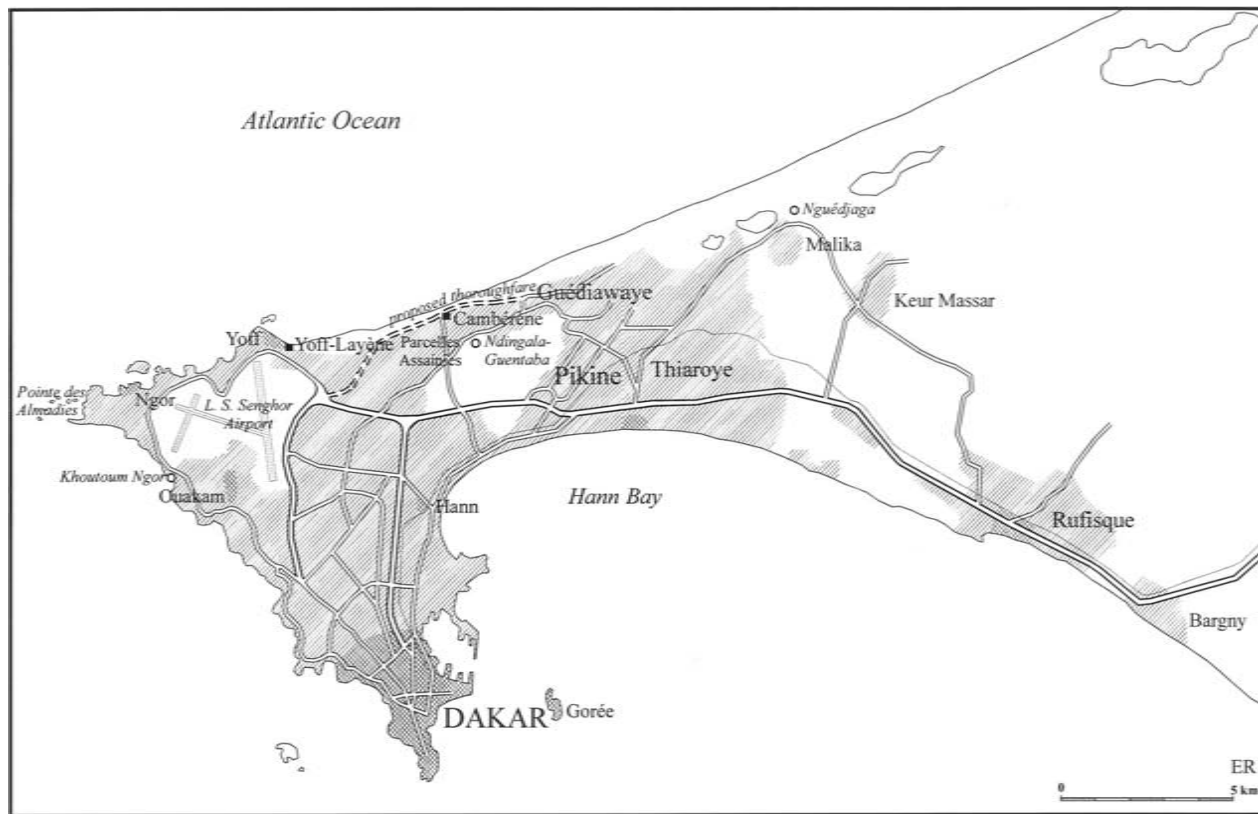 Atlantic Ocean
Nguédjaga
Malika
Keur Massar
proposed thoroughfare
Guédiawaye
Cambérène
Yoff
Yoff-Layène
Parcelles
Assainies
Ndingala-
Guentaba
Pikine
Thiaroye
Pointe des
Almadies
Ngor
L. S. Senghor
Airport
Khoutoum Ngor
Ouakam
Hann
Hann Bay
Rufisque
Bargny
DAKAR
Gorée
ER
0
5 km